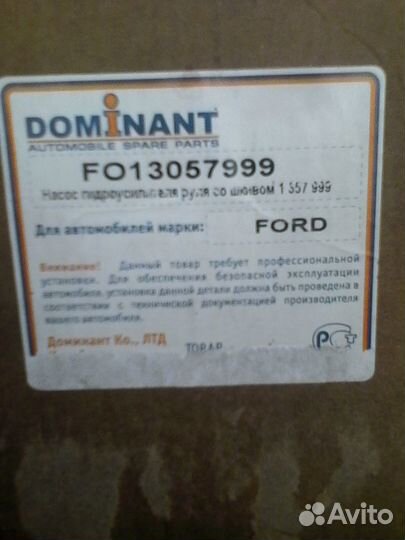 DOMINANT
AUTOMOBILE SPARE PARTS
FO13057999
Насос гидроусилителя руля со шкивом 1 357 999
Для автомобилей марки: FORD
Внимание! Данный товар требует профессиональной
установки. Для обеспечения безопасной эксплуатации
автомобиля, установка данной детали должна быть проведена в
соответствии с технической документацией производителя
вашего автомобиля.
Доминант Ко., ЛТД
ТОВАР
РСТ
Avito